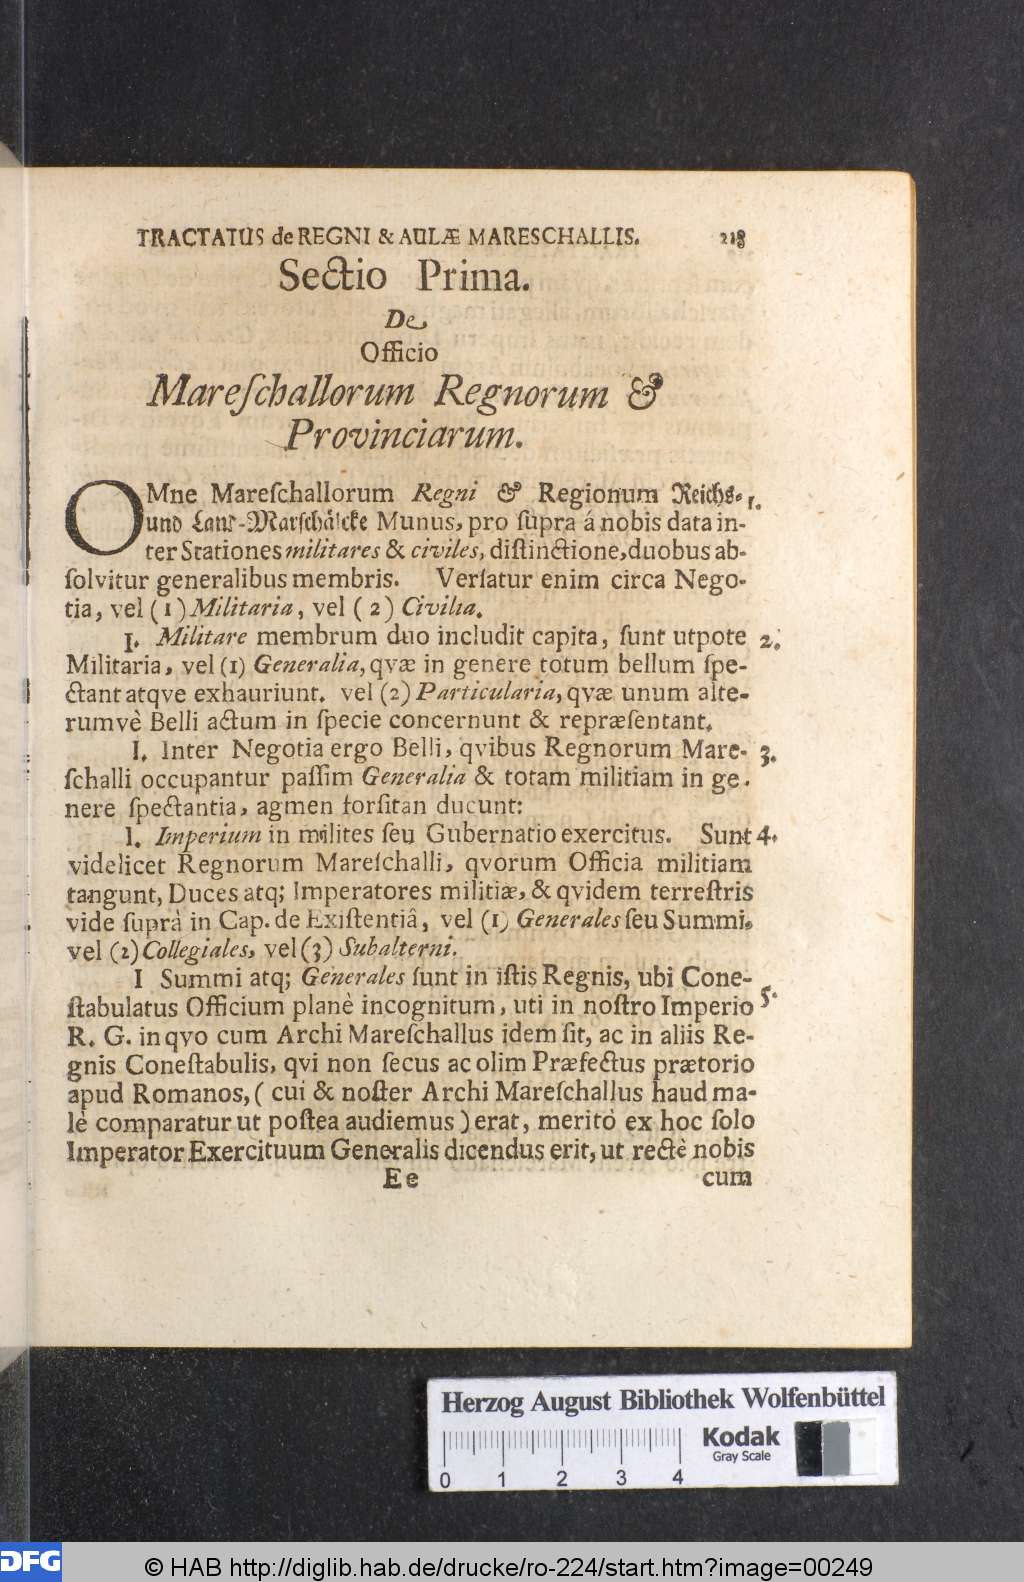 TRACTATUS de REGNI & AULÆ MARESCHALLIS. 218
Sectio Prima.
De
Officio
Mareſchallorum Regnorum &
Provinciarum.
OMne Mareſchallorum Regni & Regionum Reichs- 1.
und Land-Marſchälcke Munus, pro ſupra á nobis data in-
ter Stationes militares & civiles, diſtinctione, duobus ab-
ſolvitur generalibus membris. Verſatur enim circa Nego-
tia, vel (1) Militaria, vel (2) Civilia.
I. Militare membrum duo includit capita, ſunt utpote 2.
Militaria, vel (1) Generalia, qvæ in genere totum bellum ſpe-
ctant atqve exhauriunt. vel (2) Particularia, qvæ unum alte-
rumvè Belli actum in ſpecie concernunt & repræſentant.
I. Inter Negotia ergo Belli, qvibus Regnorum Mare- 3.
ſchalli occupantur paſſim Generalia & totam militiam in ge-
nere ſpectantia, agmen forſitan ducunt:
I. Imperium in milites ſeu Gubernatio exercitus. Sunt 4.
videlicet Regnorum Mareſchalli, qvorum Officia militiam
tangunt, Duces atq; Imperatores militiæ, & qvidem terreſtris
vide ſuprà in Cap. de Exiſtentiâ, vel (1) Generales ſeu Summi,
vel (2) Collegiales, vel (3) Subalterni.
I Summi atq; Generales ſunt in iſtis Regnis, ubi Cone-
ſtabulatus Officium planè incognitum, uti in noſtro Imperio 5.
R. G. in qvo cum Archi Mareſchallus idem ſit, ac in aliis Re-
gnis Coneſtabulis, qvi non ſecus ac olim Præfectus prætorio
apud Romanos, ( cui & noſter Archi Mareſchallus haud ma-
lè comparatur ut poſtea audiemus ) erat, meritò ex hoc ſolo
Imperator Exercituum Generalis dicendus erit, ut rectè nobis
Ee cum
Herzog August Bibliothek Wolfenbüttel
Kodak
Gray Scale
0 1 2 3 4
DFG © HAB http://diglib.hab.de/drucke/ro-224/start.htm?image=00249